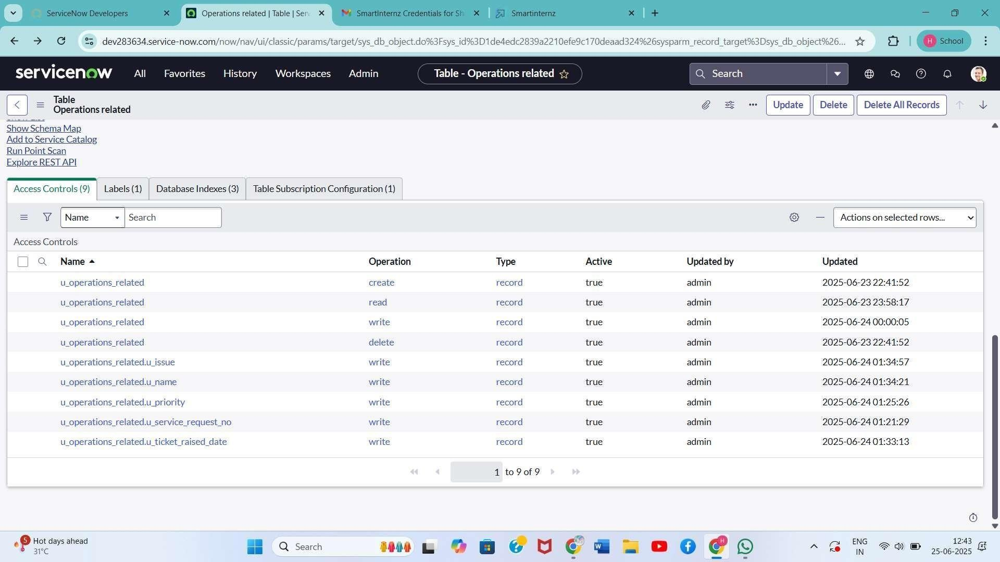 ServiceNow Developers
Operations related | Table | Serv
SmartInternz Credentials for Sh
Smartinternz
dev283634.service-now.com/now/nav/ui/classic/params/target/sys_db_object.do%3Fsys_id%3D1de4edc2839a2210efe9c170deaad324%26sysparm_record_target%3Dsys_db_object%26...
H School
servicenow All Favorites History Workspaces Admin
Table - Operations related
Search
Table
Operations related
Update Delete Delete All Records
Show List
Show Schema Map
Add to Service Catalog
Run Point Scan
Explore REST API
Access Controls (9) Labels (1) Database Indexes (3) Table Subscription Configuration (1)
Name Search Actions on selected rows...
Access Controls
Name Operation Type Active Updated by Updated
u_operations_related create record true admin 2025-06-23 22:41:52
u_operations_related read record true admin 2025-06-23 23:58:17
u_operations_related write record true admin 2025-06-24 00:00:05
u_operations_related delete record true admin 2025-06-23 22:41:52
u_operations_related.u_issue write record true admin 2025-06-24 01:34:57
u_operations_related.u_name write record true admin 2025-06-24 01:34:21
u_operations_related.u_priority write record true admin 2025-06-24 01:25:26
u_operations_related.u_service_request_no write record true admin 2025-06-24 01:21:29
u_operations_related.u_ticket_raised_date write record true admin 2025-06-24 01:33:13
1 to 9 of 9
5 Hot days ahead
31°C
Search
ENG
IN
12:43
25-06-2025